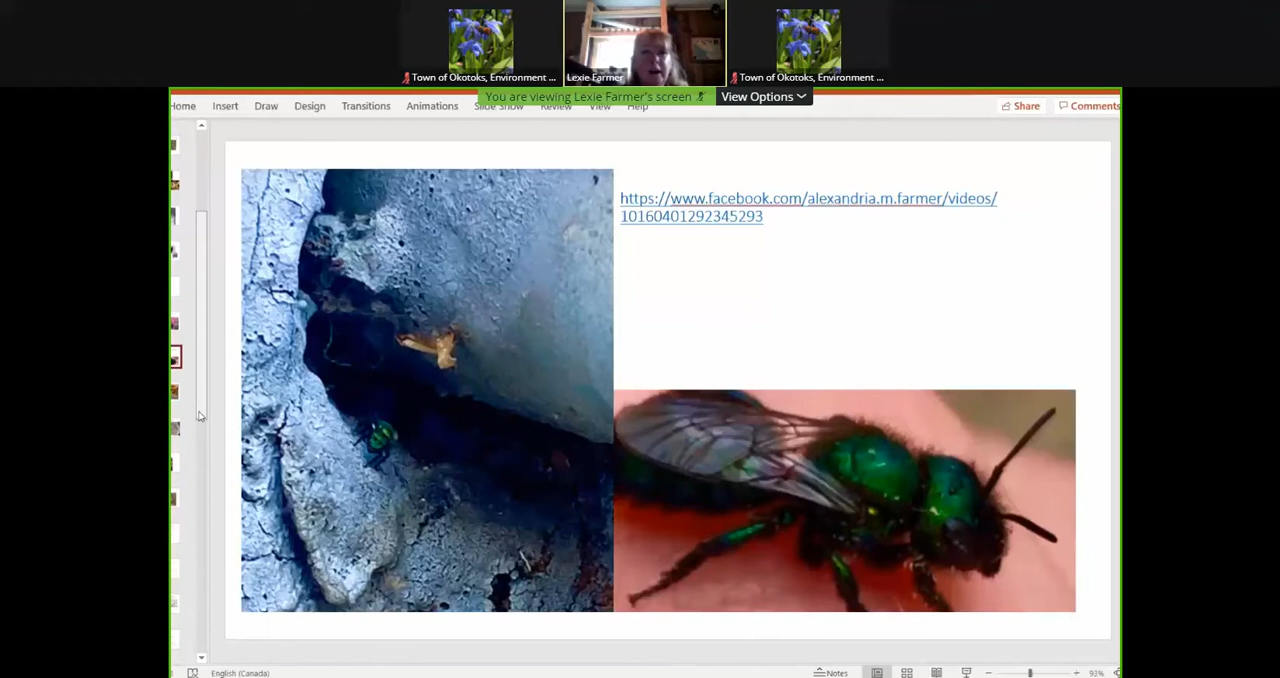 Town of Okotoks, Environment ...
Lexie Farmer
Town of Okotoks, Environment ...
You are viewing Lexie Farmer's screen
View Options
Home Insert Draw Design Transitions Animations Slide Show Review View Help
Share Comments
https://www.facebook.com/alexandria.m.farmer/videos/
10160401292345293
English (Canada)
Notes
93%